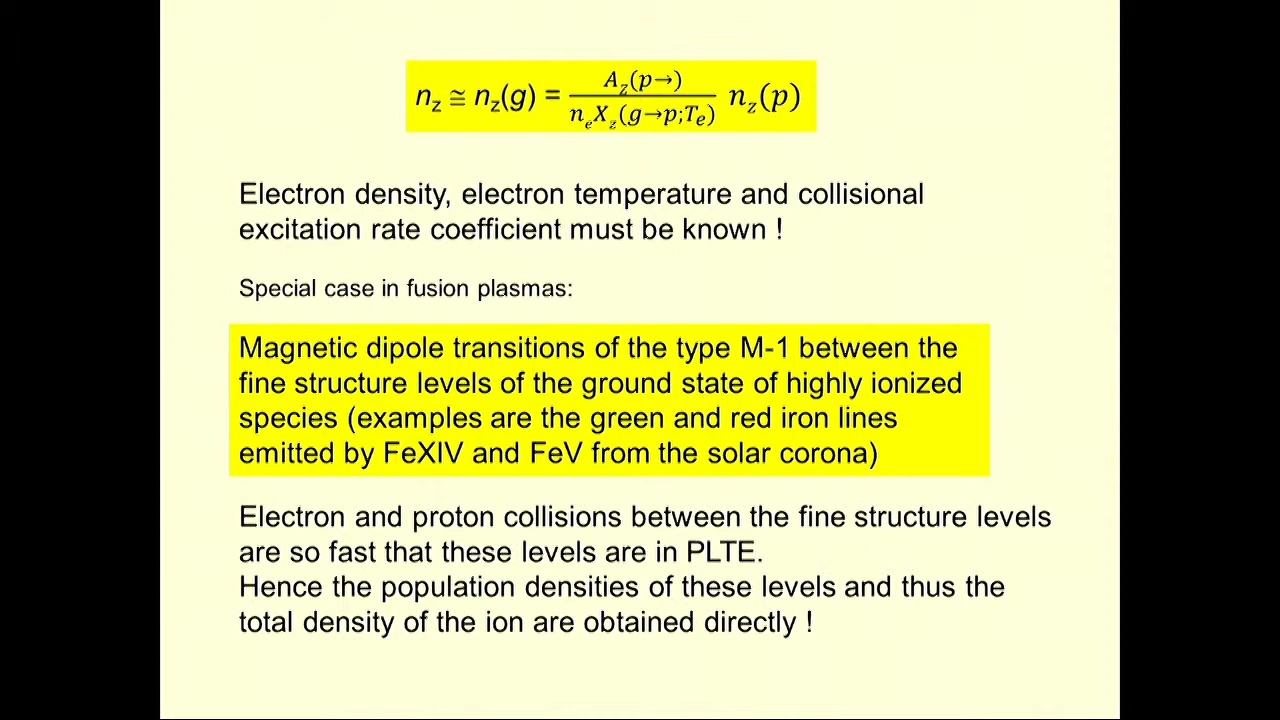 n_z ≅ n_z(g) = A_z(p→) / n_e X_z(g→p;T_e) n_z(p)
Electron density, electron temperature and collisional
excitation rate coefficient must be known !
Special case in fusion plasmas:
Magnetic dipole transitions of the type M-1 between the
fine structure levels of the ground state of highly ionized
species (examples are the green and red iron lines
emitted by FeXIV and FeV from the solar corona)
Electron and proton collisions between the fine structure levels
are so fast that these levels are in PLTE.
Hence the population densities of these levels and thus the
total density of the ion are obtained directly !